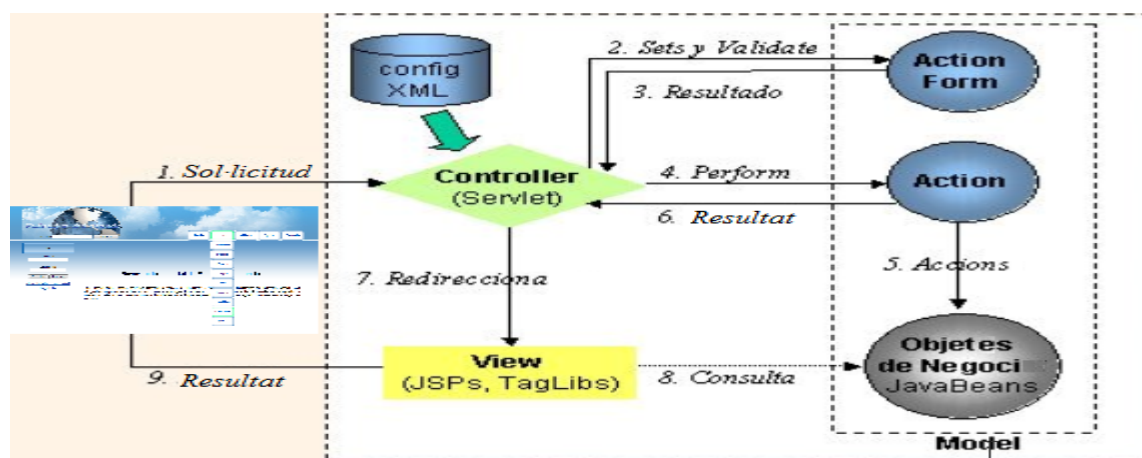 config
XML
2. Sets y Validate
3. Resultado
Action
Form
1. Sol·licitud
Controller
(Servlet)
4. Perform
6. Resultat
Action
7. Redirecciona
5. Accions
View
(JSPs, TagLibs)
8. Consulta
9. Resultat
Objetes
de Negoci
JavaBeans
Model